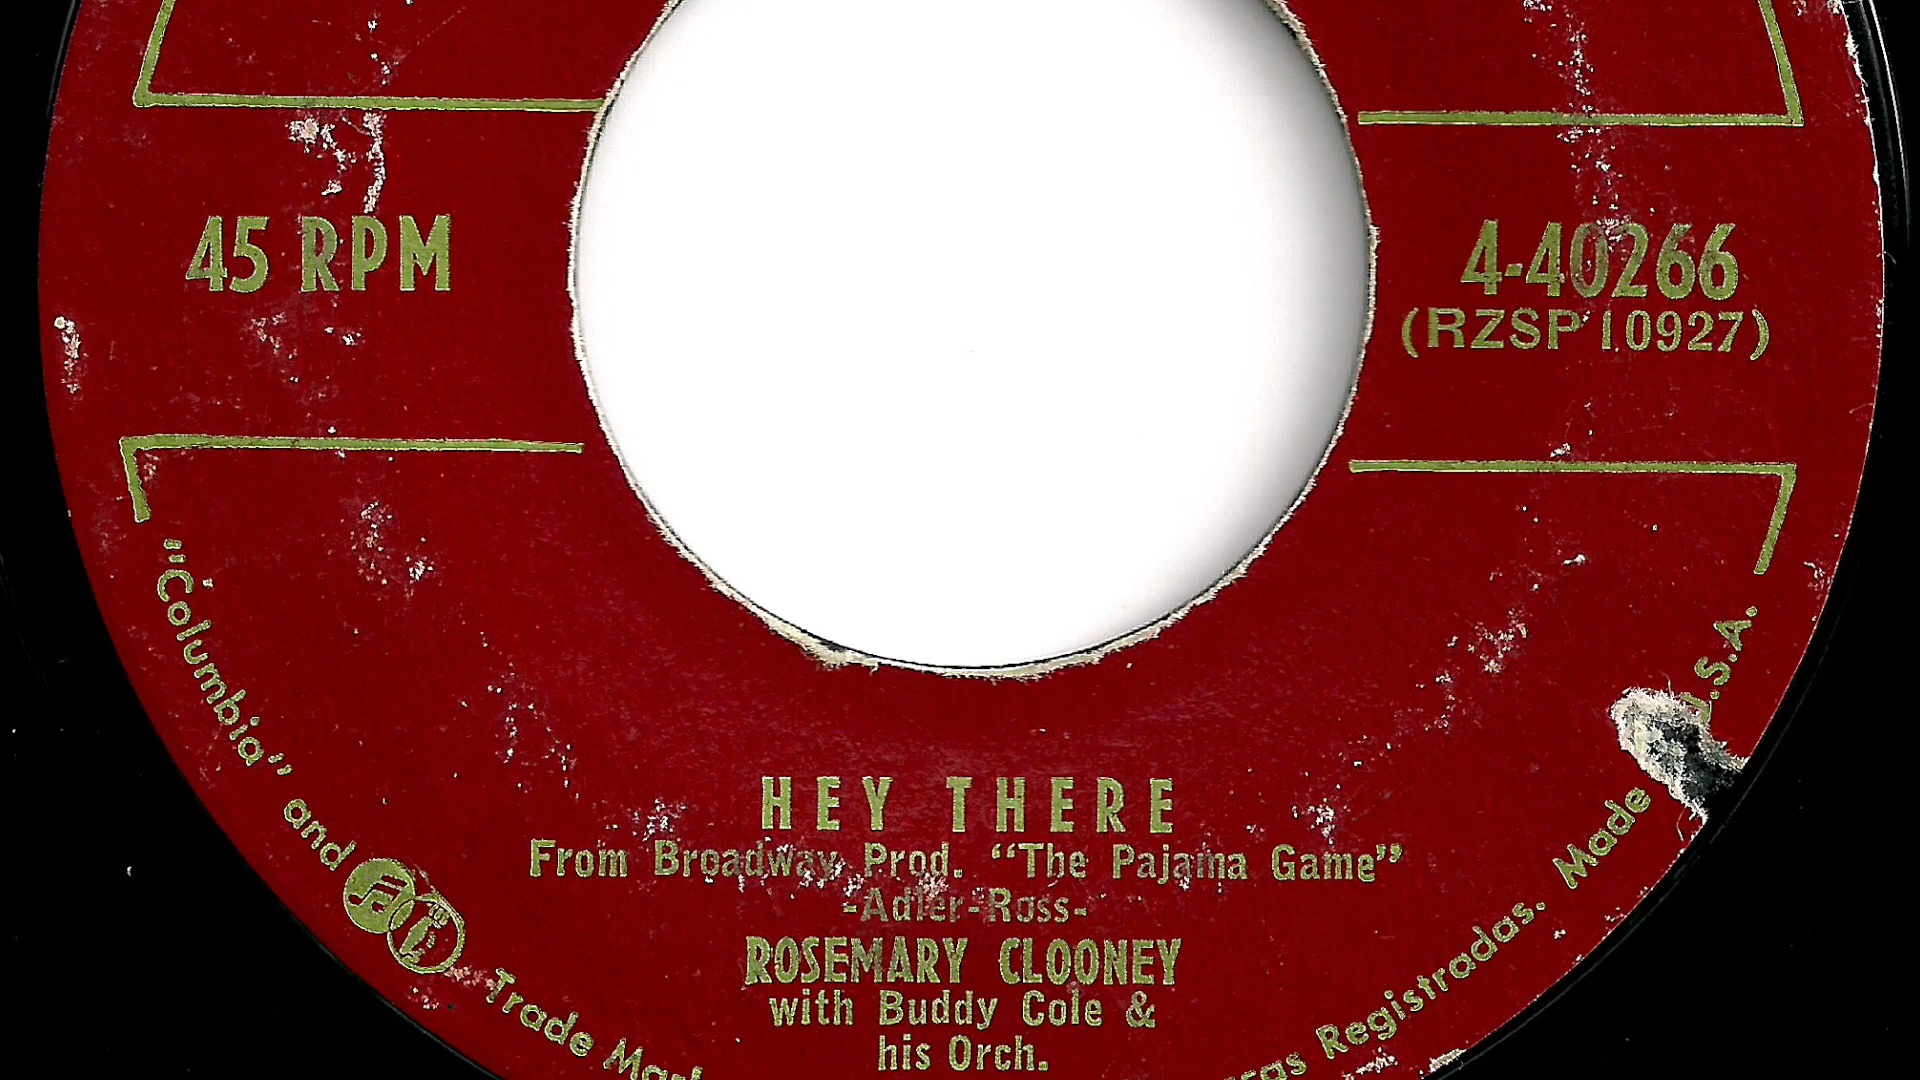 45 RPM
4-40266
(RZSP 10927)
HEY THERE
From Broadway Prod. "The Pajama Game"
-Adler-Ross-
ROSEMARY CLOONEY
with Buddy Cole &
his Orch.
"Columbia" and Trade
Registradas. Made
U.S.A.